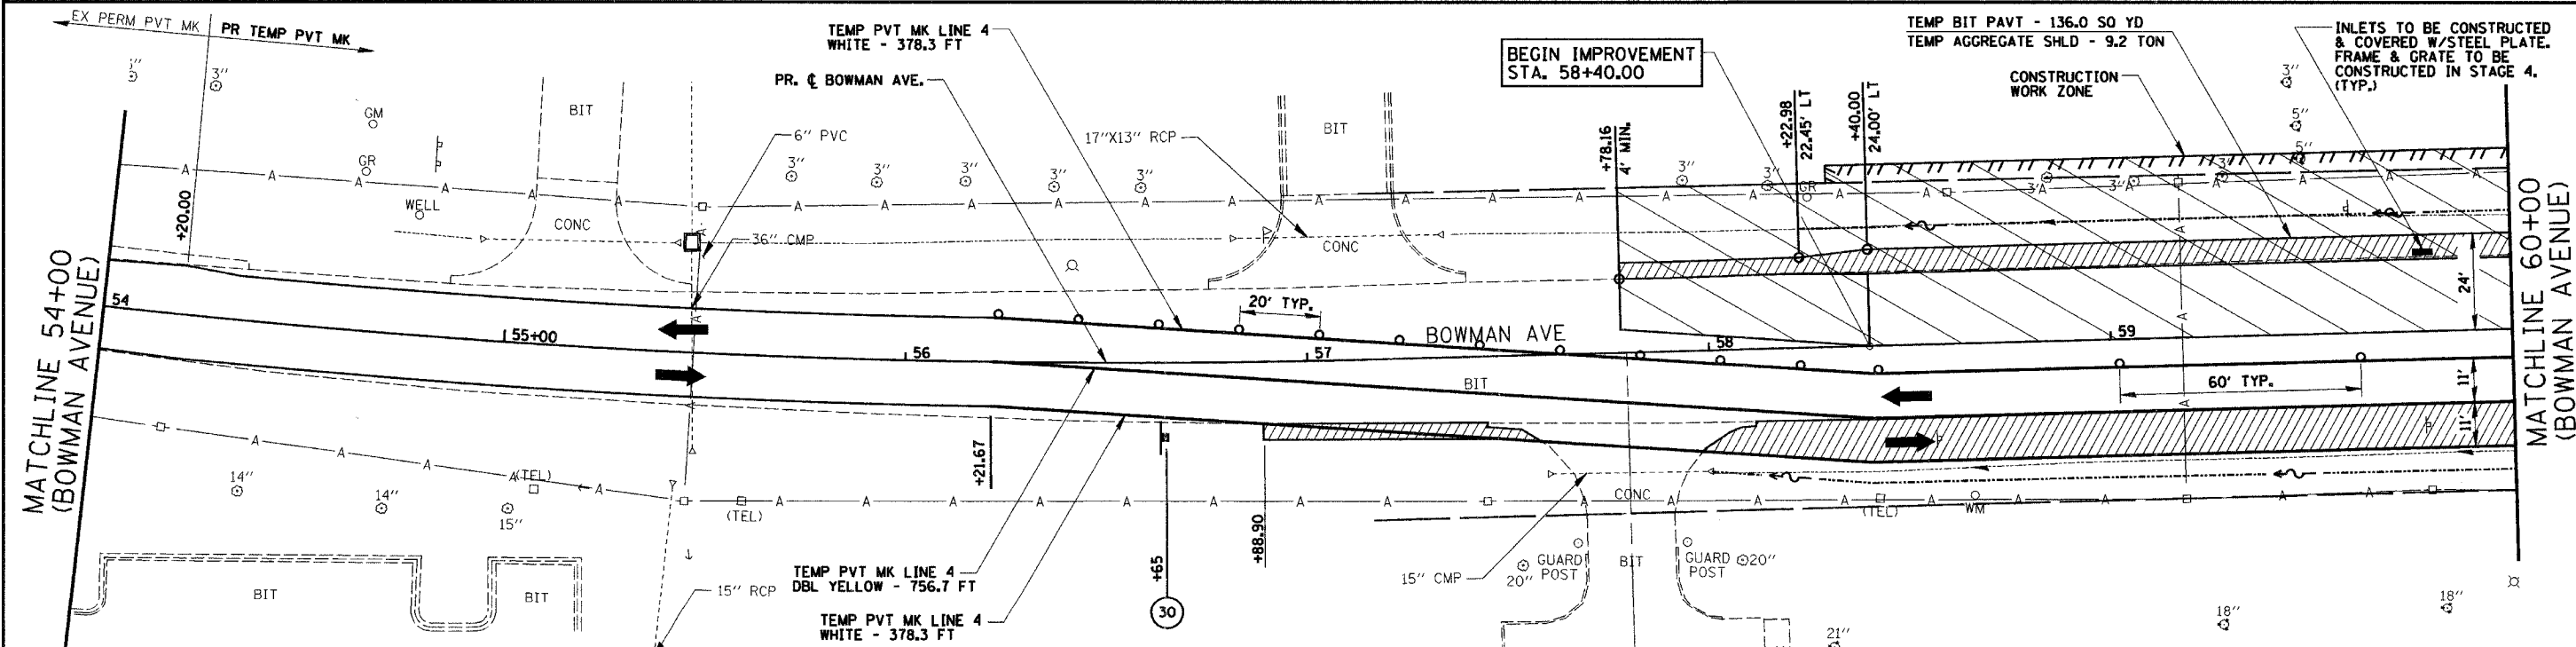 EX PERM PVT MK
PR TEMP PVT MK
TEMP PVT MK LINE 4
WHITE - 378.3 FT
PR. ℄ BOWMAN AVE.
BEGIN IMPROVEMENT
STA. 58+40.00
TEMP BIT PAVT - 136.0 SQ YD
TEMP AGGREGATE SHLD - 9.2 TON
CONSTRUCTION
WORK ZONE
INLETS TO BE CONSTRUCTED
& COVERED W/STEEL PLATE.
FRAME & GRATE TO BE
CONSTRUCTED IN STAGE 4.
(TYP.)
3"
3"
GM
GR
WELL
BIT
CONC
6" PVC
36" CMP
3"
3"
3"
3"
3"
17"X13" RCP
BIT
CONC
+78.16
4' MIN.
+22.98
22.45' LT
+40.00
24.00' LT
3"
3"
GR
3"
3"
3"
3"
5"
5"
+20.00
MATCHLINE 54+00
(BOWMAN AVENUE)
54
55+00
56
57
58
59
20' TYP.
BOWMAN AVE
BIT
60' TYP.
24'
11'
11'
MATCHLINE 60+00
(BOWMAN AVENUE)
14"
14"
15"
(TEL)
(TEL)
+21.67
+65
30
+88.90
15" CMP
CONC
(TEL)
WM
20"
GUARD
POST
BIT
GUARD
POST
20"
BIT
BIT
15" RCP
TEMP PVT MK LINE 4
DBL YELLOW - 756.7 FT
TEMP PVT MK LINE 4
WHITE - 378.3 FT
21"
18"
18"